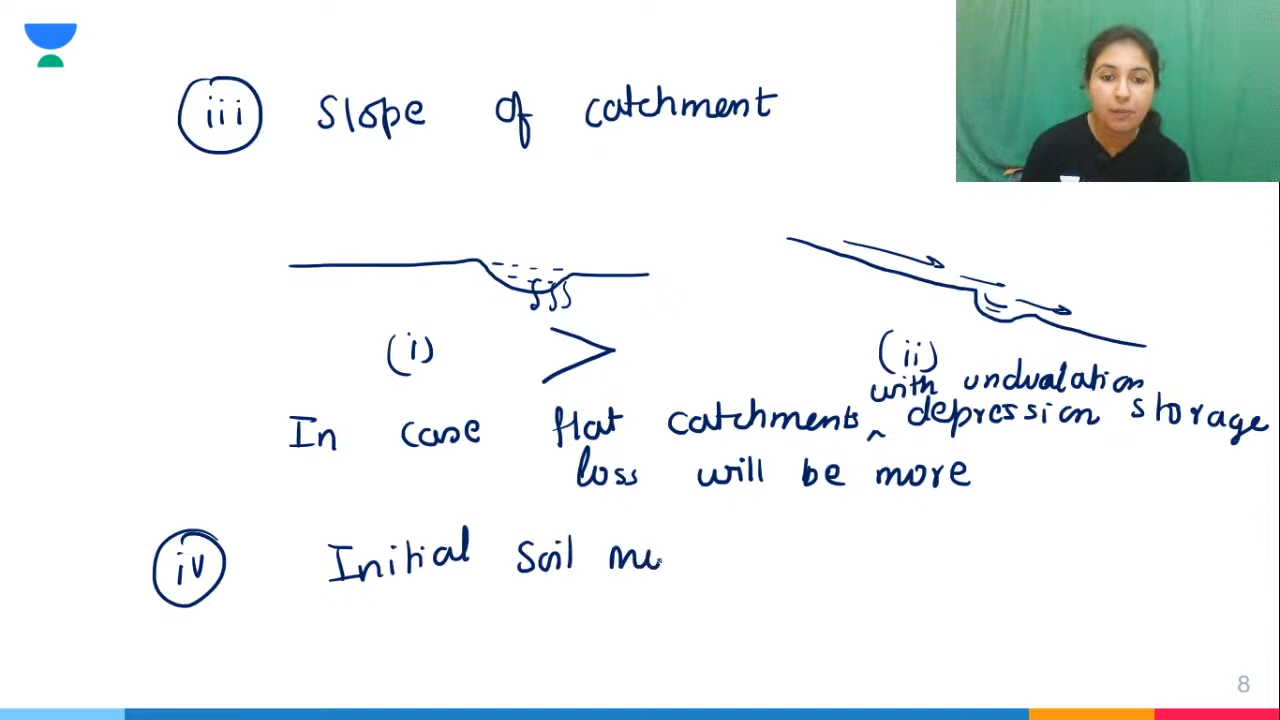 iii Slope of catchment
(i) > (ii)
with undualation
In case flat catchments ^ depression storage
loss will be more
iv Initial Soil
8